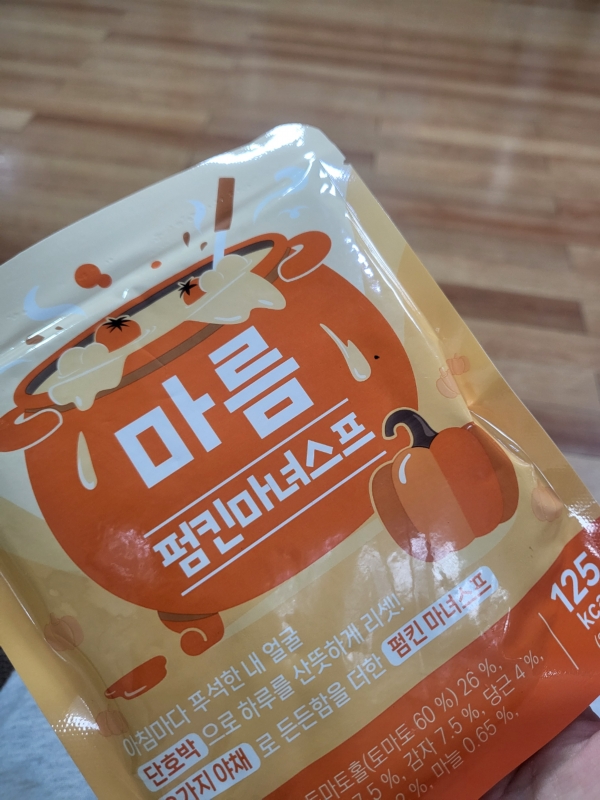 마름
펌킨마녀스프
아침마다 푸석한 내 얼굴
단호박 으로 하루를 산뜻하게 리셋!
가지 야채 로 든든함을 더한 펌킨 마녀스프
125
토마토홀(토마토:60 %) 26 %,
5 %, 감자 7.5 %, 당근 4 %,
%, 마늘 0.65 %.